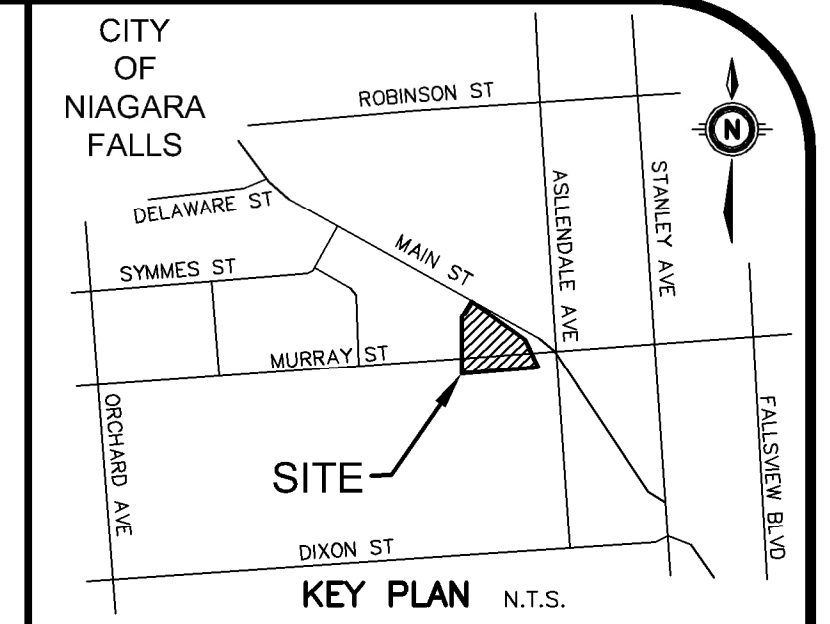 CITY
OF
NIAGARA
FALLS
ROBINSON ST
N
DELAWARE ST
ASLLENDALE AVE
STANLEY AVE
MAIN ST
SYMMES ST
MURRAY ST
ORCHARD AVE
FALLSVIEW BLVD
SITE
DIXON ST
KEY PLAN N.T.S.